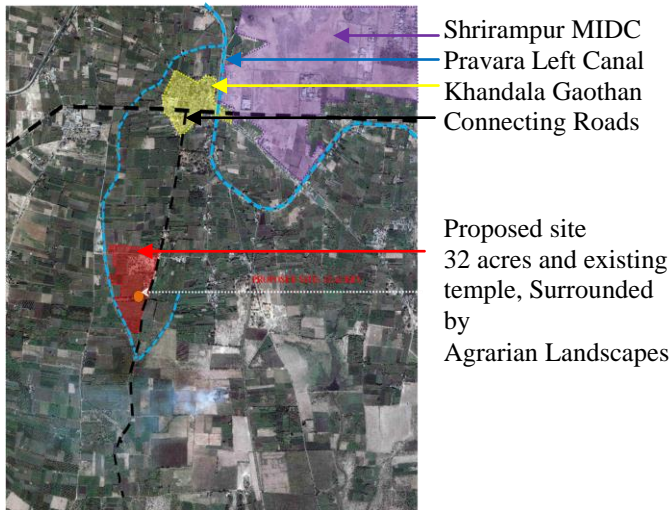 Shrirampur MIDC
Pravara Left Canal
Khandala Gaothan
Connecting Roads
Proposed site
32 acres and existing
temple, Surrounded
by
Agrarian Landscapes